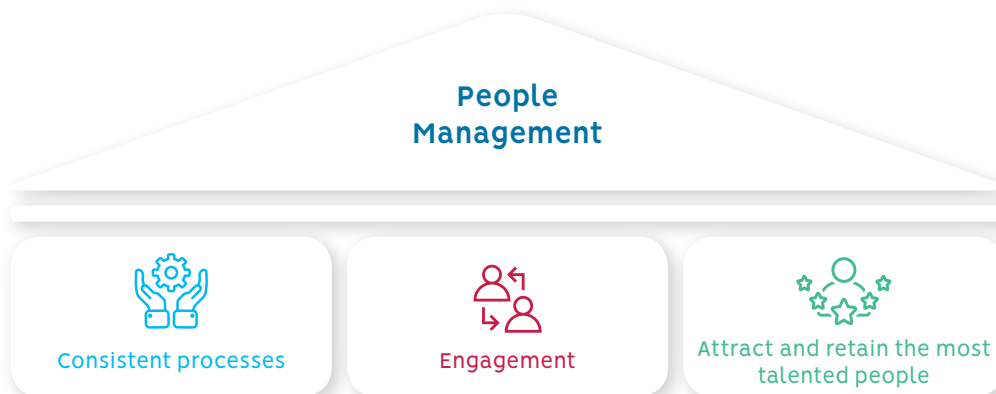 People
Management
Consistent processes
Engagement
Attract and retain the most
talented people